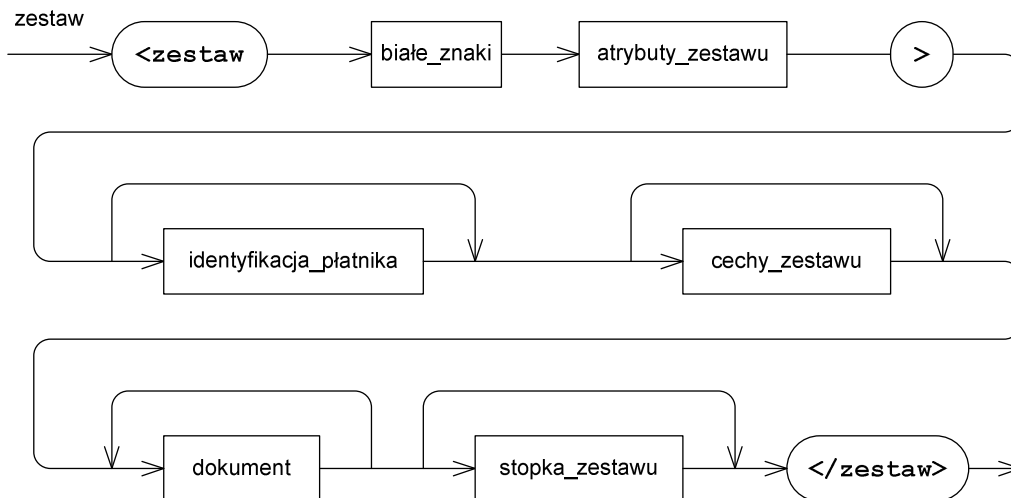 zestaw
<zestaw białe_znaki atrybuty_zestawu >
identyfikacja_płatnika cechy_zestawu
dokument stopka_zestawu </zestaw>